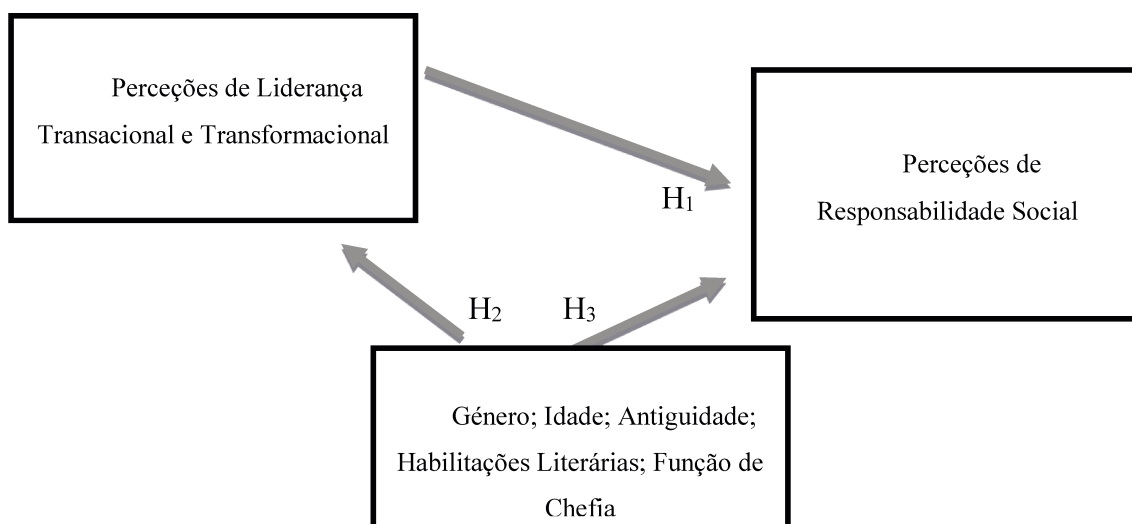 Perceções de Liderança
Transacional e Transformacional
Perceções de
Responsabilidade Social
H₁
H₂
H₃
Género; Idade; Antiguidade;
Habilitações Literárias; Função de
Chefia